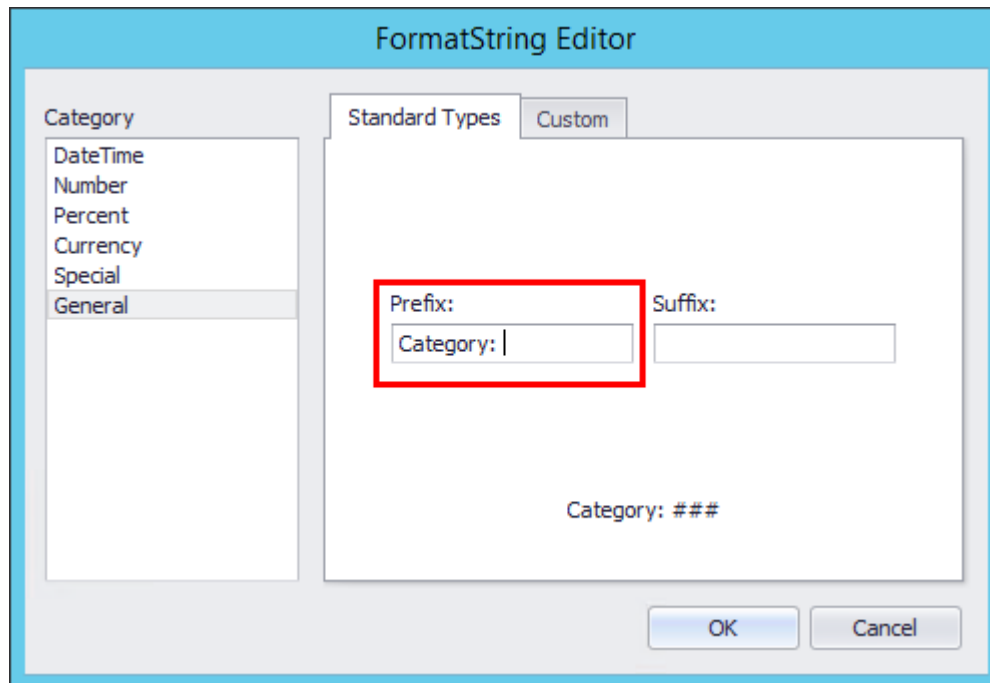 FormatString Editor
Category
DateTime
Number
Percent
Currency
Special
General
Standard Types
Custom
Prefix:
Suffix:
Category:
Category: ###
OK
Cancel